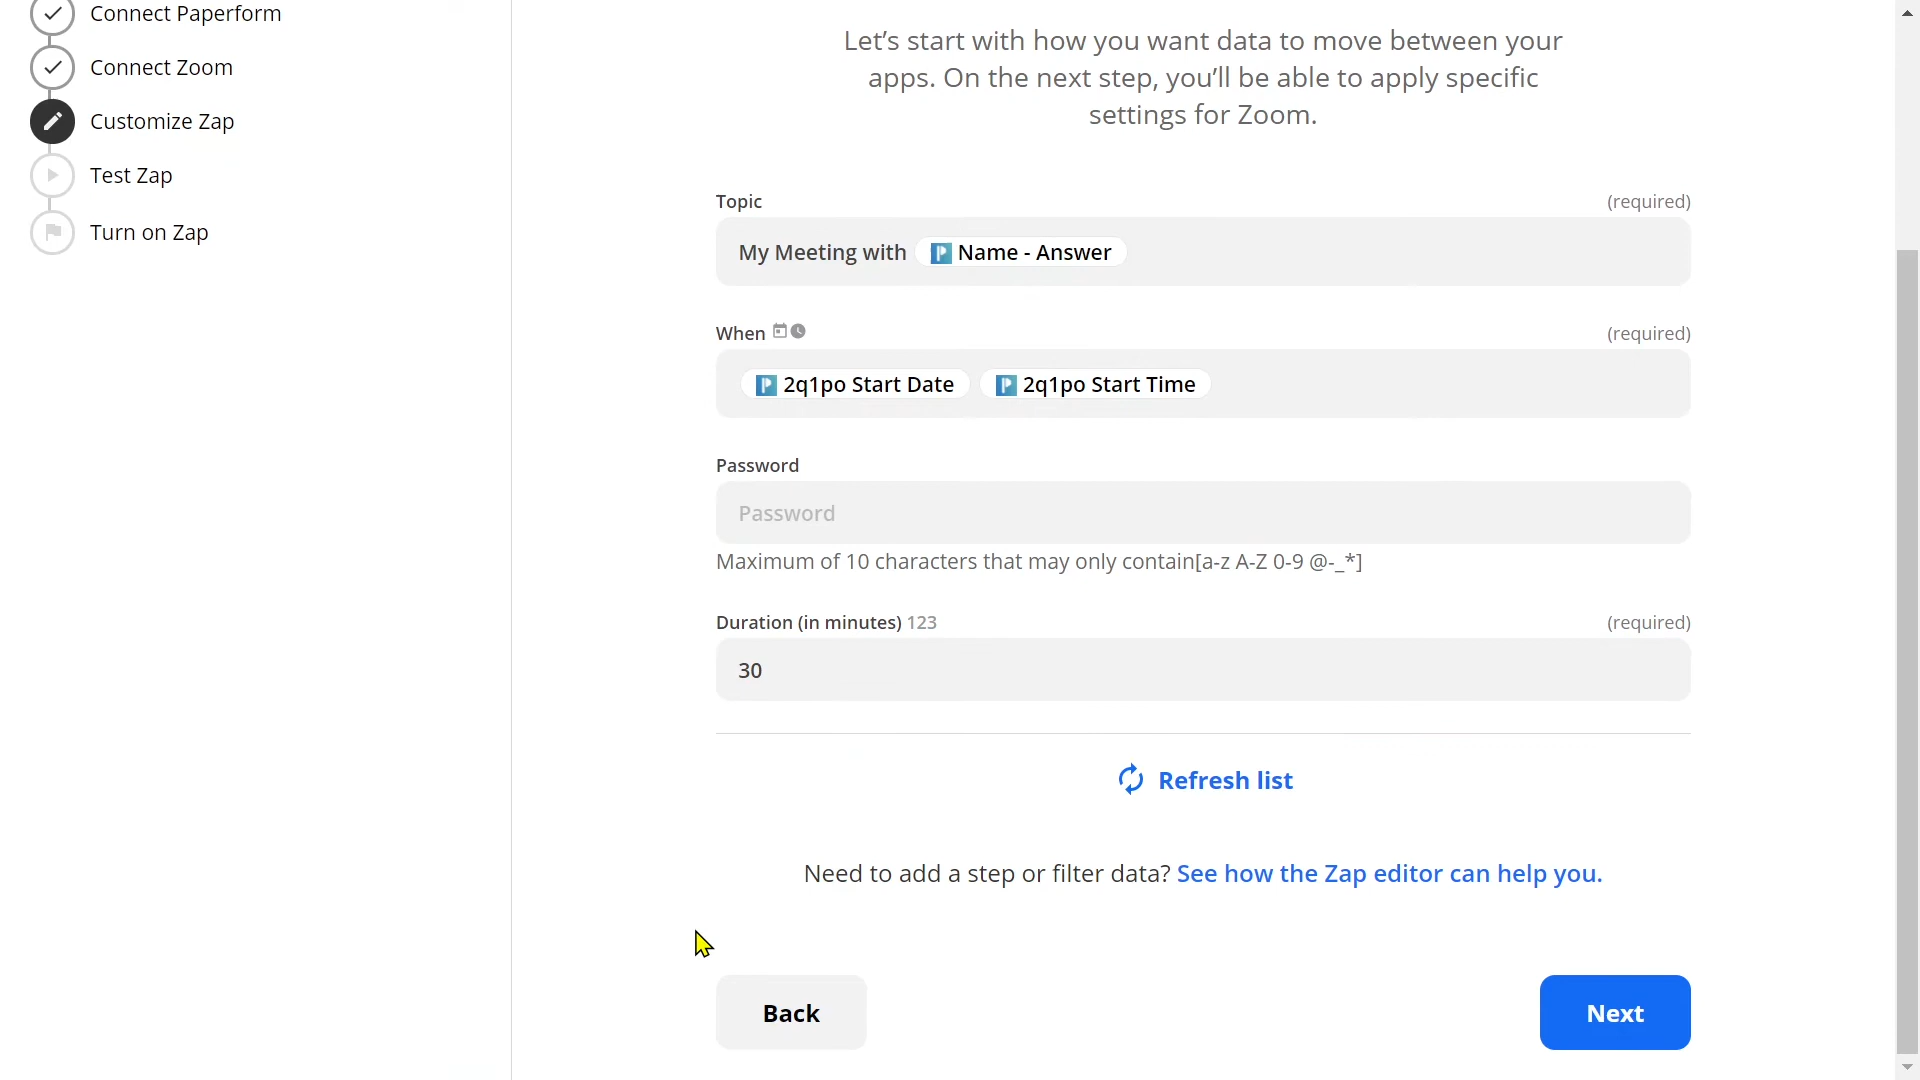 Connect Paperform
Connect Zoom
Customize Zap
Test Zap
Turn on Zap
Let’s start with how you want data to move between your
apps. On the next step, you’ll be able to apply specific
settings for Zoom.
Topic (required)
My Meeting with Name - Answer
When (required)
2q1po Start Date 2q1po Start Time
Password
Password
Maximum of 10 characters that may only contain[a-z A-Z 0-9 @-_*]
Duration (in minutes) 123 (required)
30
Refresh list
Need to add a step or filter data? See how the Zap editor can help you.
Back Next